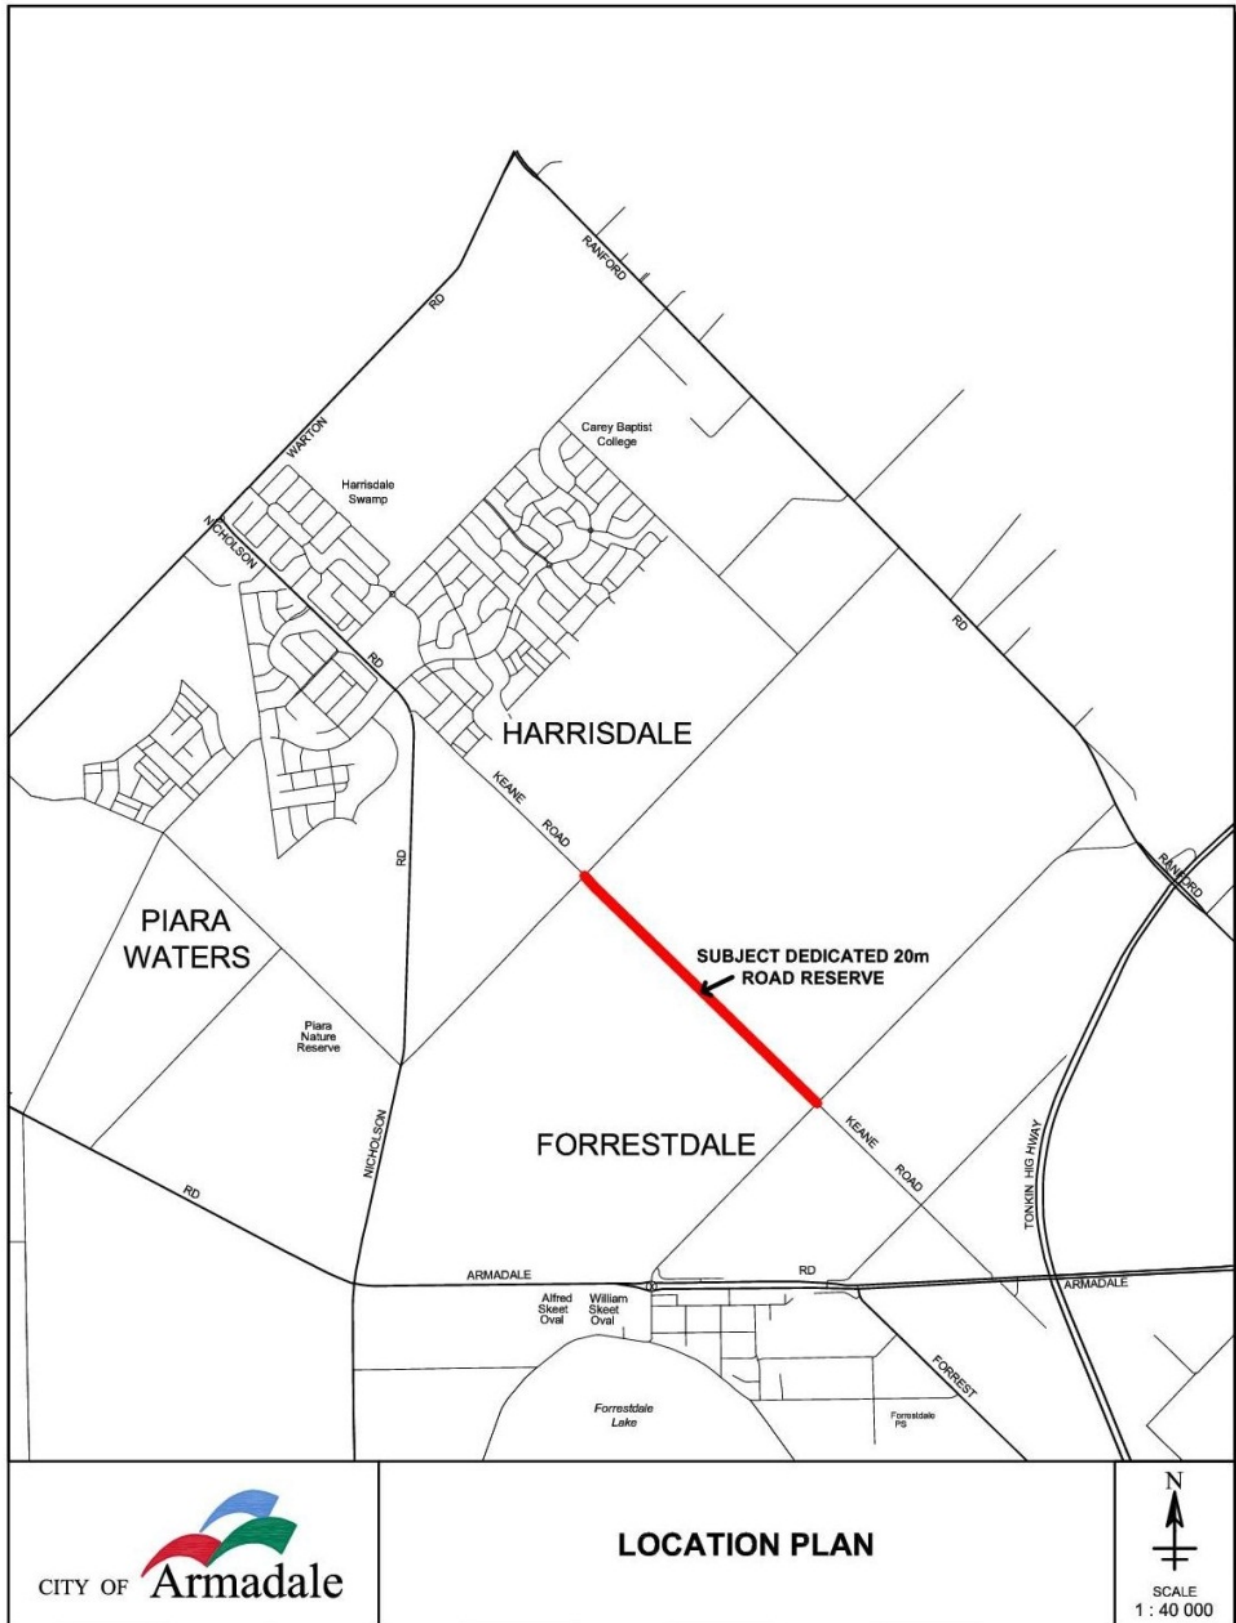 RANFORD
RD
WARTON
Carey Baptist
College
Harrisdale
Swamp
NICHOLSON
RD
RD
HARRISDALE
KEANE
ROAD
RD
RANFORD
PIARA
WATERS
SUBJECT DEDICATED 20m
ROAD RESERVE
Piara
Nature
Reserve
NICHOLSON
FORRESTDALE
KEANE
ROAD
TONKIN HIG HWAY
RD
ARMADALE
RD
ARMADALE
Alfred
Skeet
Oval
William
Skeet
Oval
FORREST
Forrestdale
Lake
Forrestdale
PS
CITY OF Armadale
LOCATION PLAN
N
SCALE
1 : 40 000